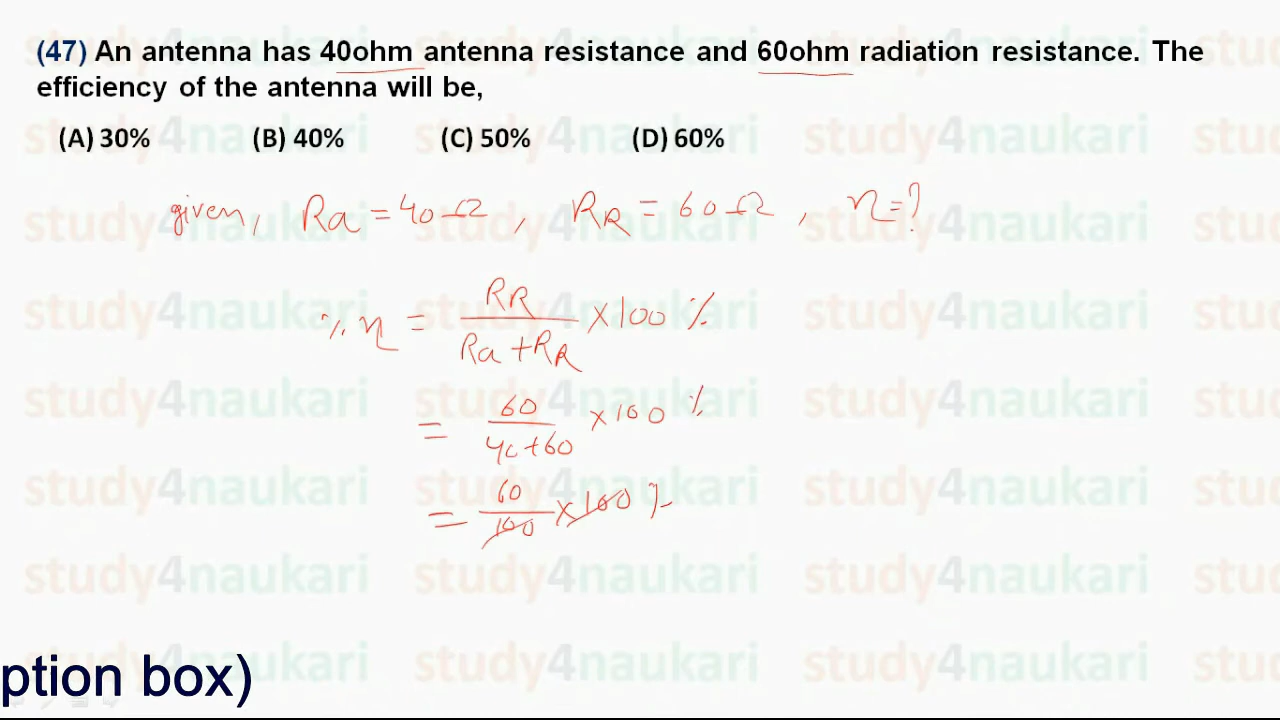 (47) An antenna has 40ohm antenna resistance and 60ohm radiation resistance. The
efficiency of the antenna will be,
(A) 30% (B) 40% (C) 50% (D) 60%
given, Ra = 40 Ω , RR = 60 Ω , η = ?
% η = RR / Ra + RR × 100 %
= 60 / 40 + 60 × 100 %
= 60 / 100 × 100 %
ption box)
study4naukari